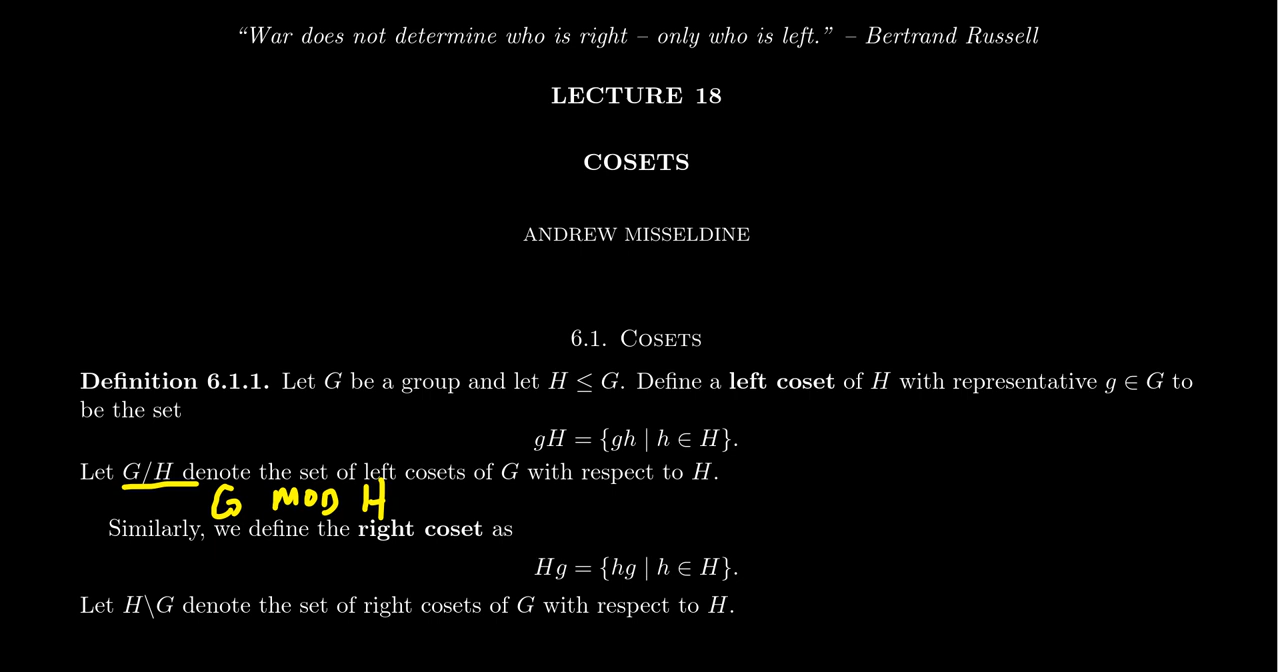 “War does not determine who is right – only who is left.” – Bertrand Russell
LECTURE 18
COSETS
ANDREW MISSELDINE
6.1. Cosets
Definition 6.1.1. Let G be a group and let H ≤ G. Define a left coset of H with representative g ∈ G to
be the set
gH = {gh | h ∈ H}.
Let G/H denote the set of left cosets of G with respect to H.
G MOD H
Similarly, we define the right coset as
Hg = {hg | h ∈ H}.
Let H\G denote the set of right cosets of G with respect to H.